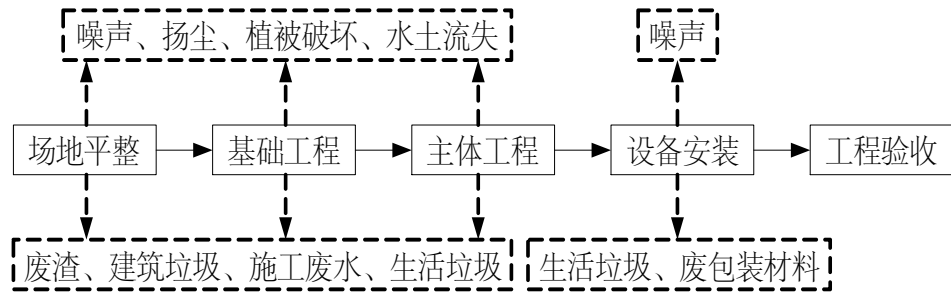 噪声、扬尘、植被破坏、水土流失
噪声
场地平整
基础工程
主体工程
设备安装
工程验收
废渣、建筑垃圾、施工废水、生活垃圾
生活垃圾、废包装材料